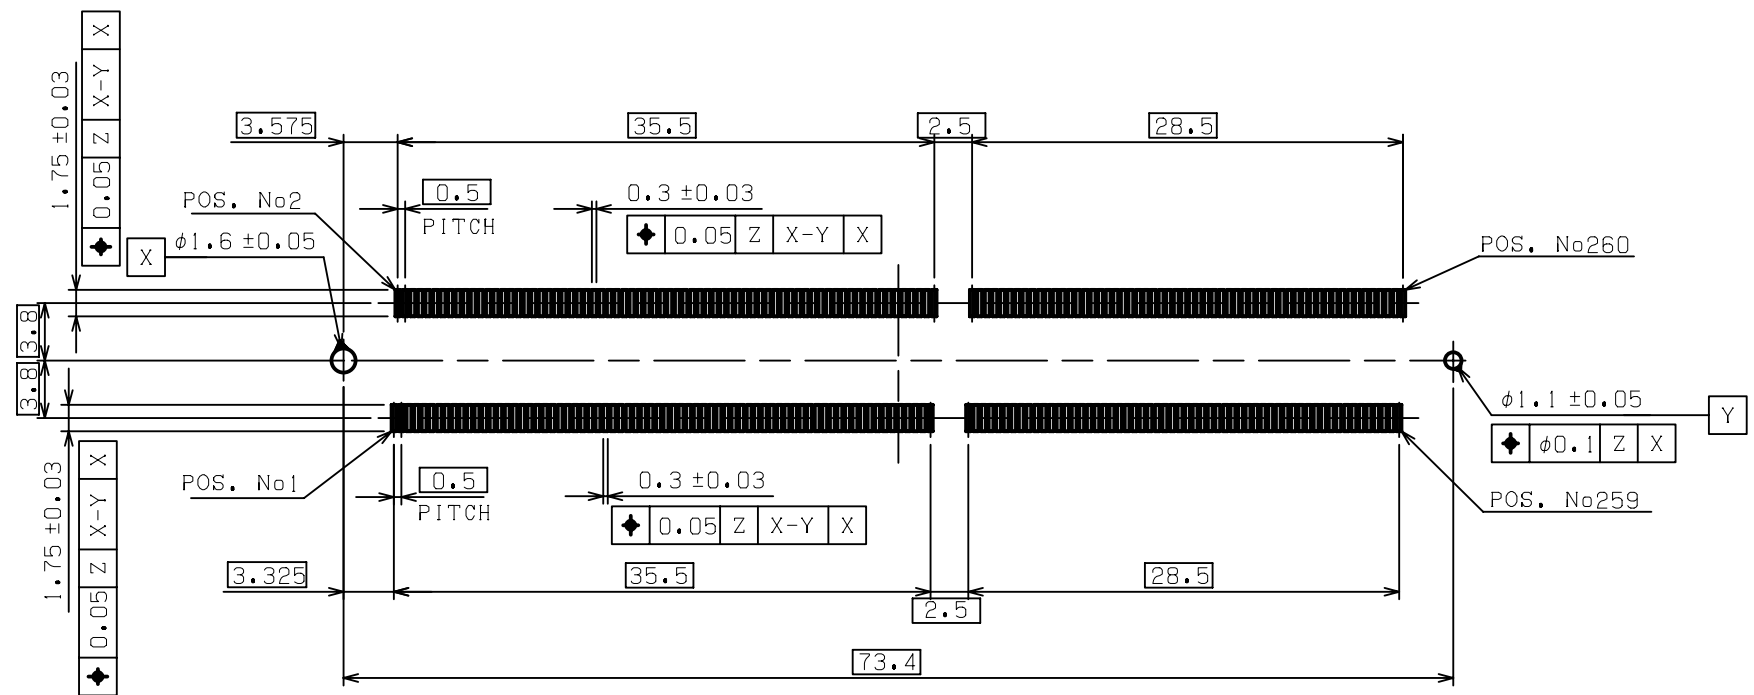 0.05 Z X-Y X
1.75 ±0.03
3.575
35.5
2.5
28.5
POS. No2
0.5
PITCH
0.3 ±0.03
0.05 Z X-Y X
X
φ1.6 ±0.05
POS. No260
3.8
3.8
φ1.1 ±0.05
Y
φ0.1 Z X
POS. No1
0.5
PITCH
0.3 ±0.03
0.05 Z X-Y X
POS. No259
1.75 ±0.03
0.05 Z X-Y X
3.325
35.5
2.5
28.5
73.4